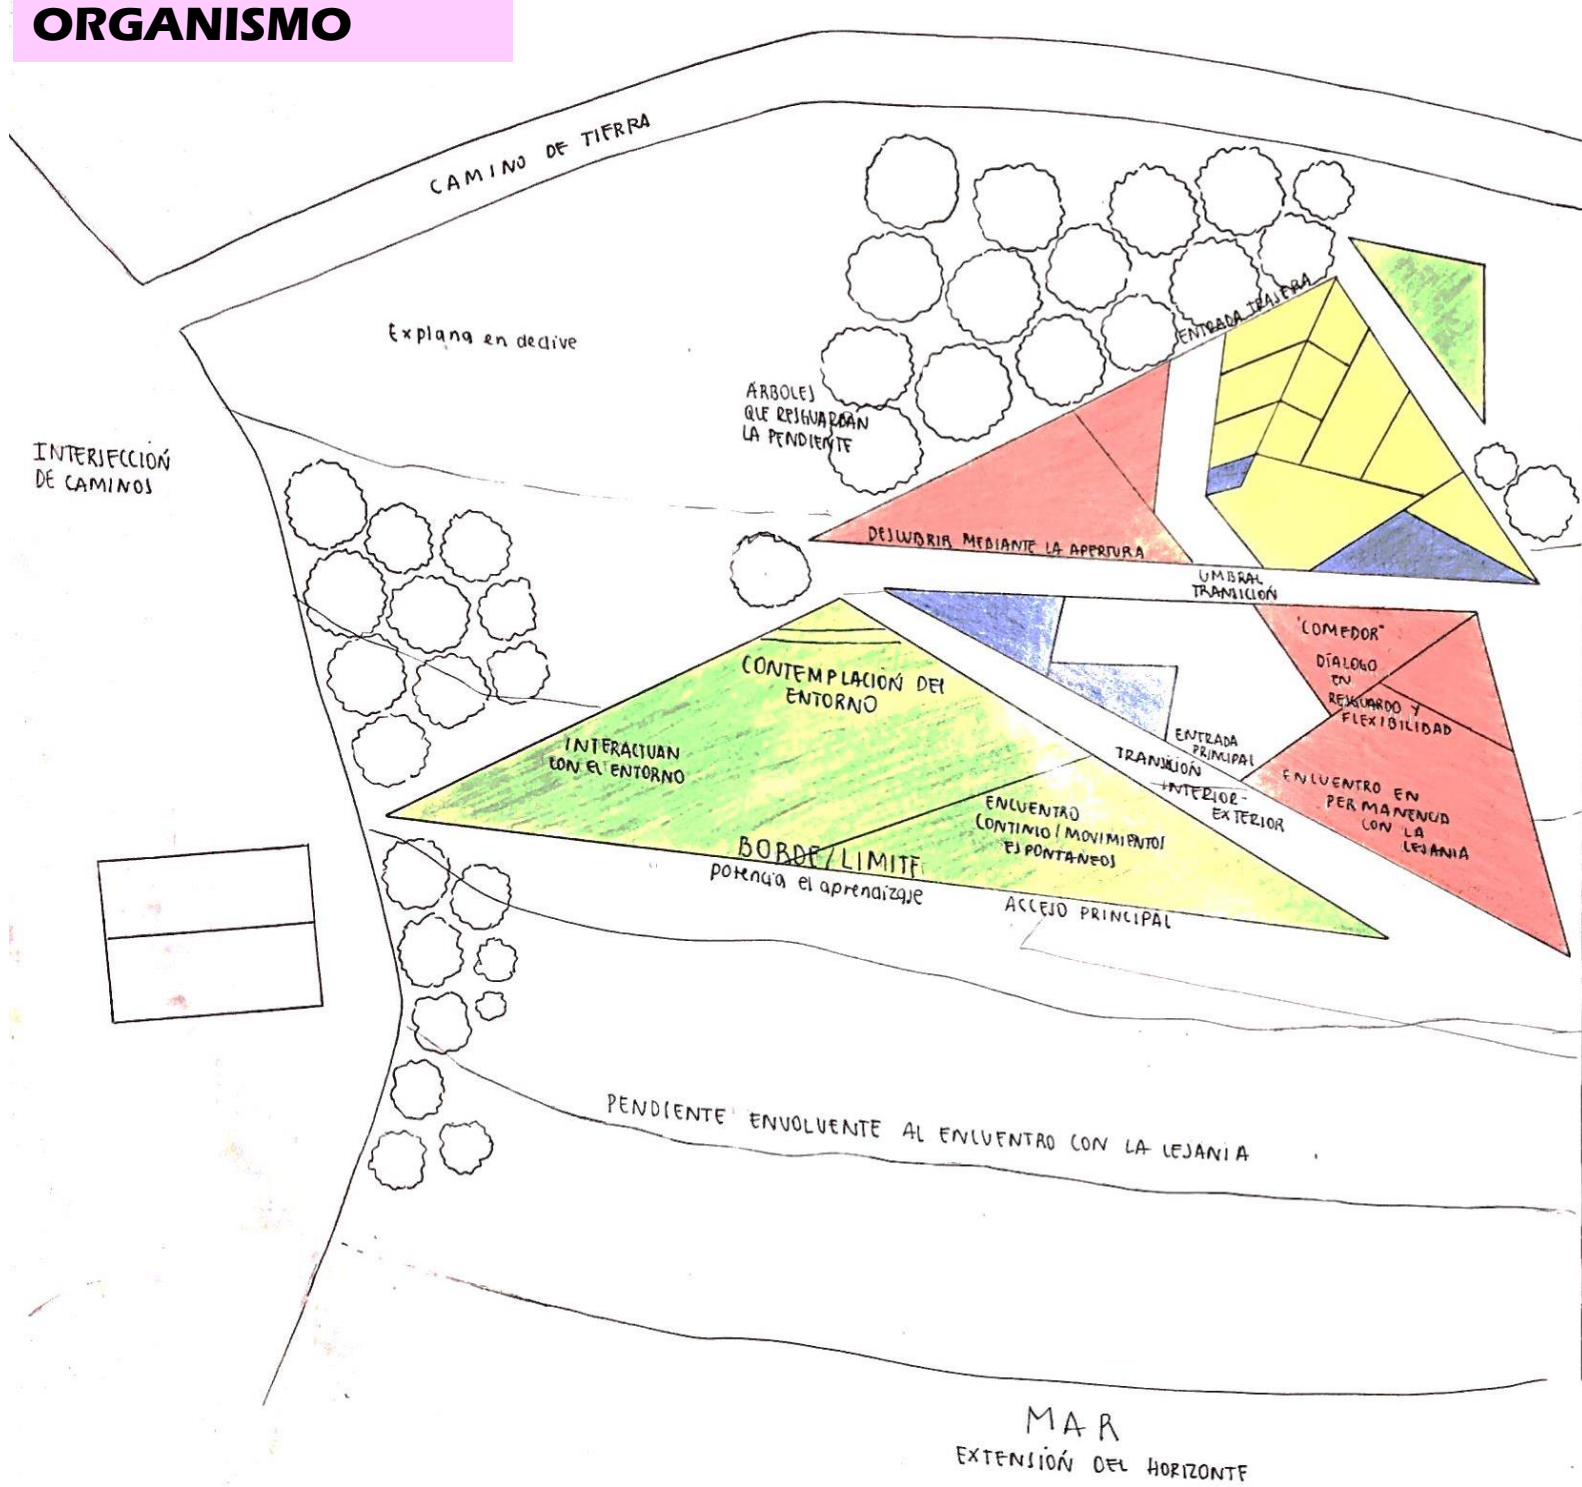 ORGANISMO
CAMINO DE TIERRA
Explana en declive
ENTRADA TRASERA
ÁRBOLES
QUE RESGUARDAN
LA PENDIENTE
INTERSECCIÓN
DE CAMINOS
DESCUBRIR MEDIANTE LA APERTURA
UMBRAL
TRANSICIÓN
"COMEDOR"
DÍALOGO
EN
RESGUARDO Y
FLEXIBILIDAD
CONTEMPLACIÓN DEL
ENTORNO
INTERACTUAN
CON EL ENTORNO
ENTRADA
PRINCIPAL
TRANSICIÓN
INTERIOR-
EXTERIOR
ENCUENTRO EN
PERMANENCIA
CON LA
LEJANIA
ENCUENTRO
CONTINUO / MOVIMIENTOS
ESPONTANEOS
BORDE / LIMITE
potencia el aprendizaje
ACCESO PRINCIPAL
PENDIENTE ENVOLVENTE AL ENCUENTRO CON LA LEJANIA
MAR
EXTENSIÓN DEL HORIZONTE